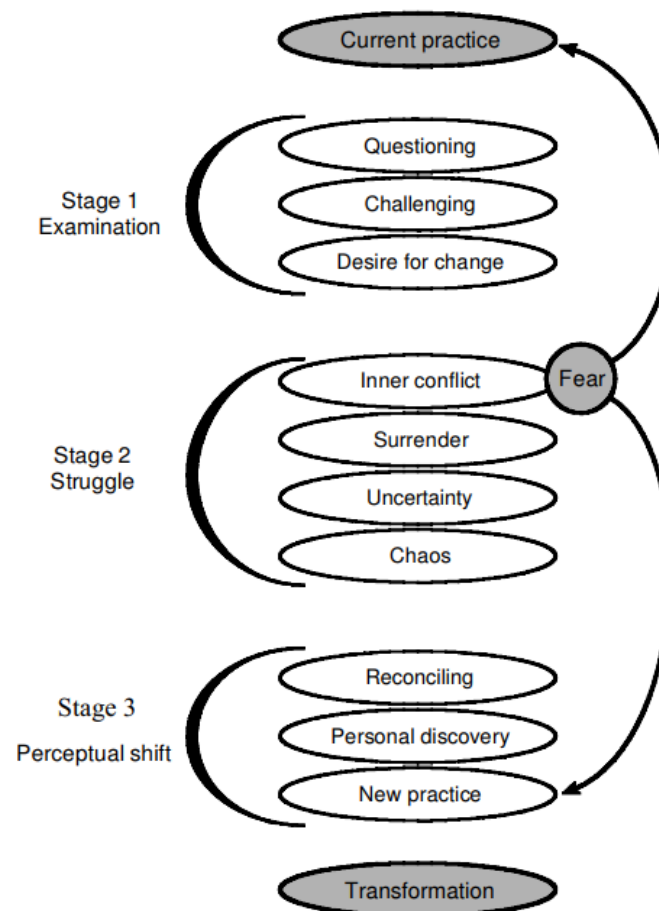 Current practice
Questioning
Stage 1
Examination
Challenging
Desire for change
Inner conflict
Fear
Stage 2
Struggle
Surrender
Uncertainty
Chaos
Reconciling
Stage 3
Perceptual shift
Personal discovery
New practice
Transformation